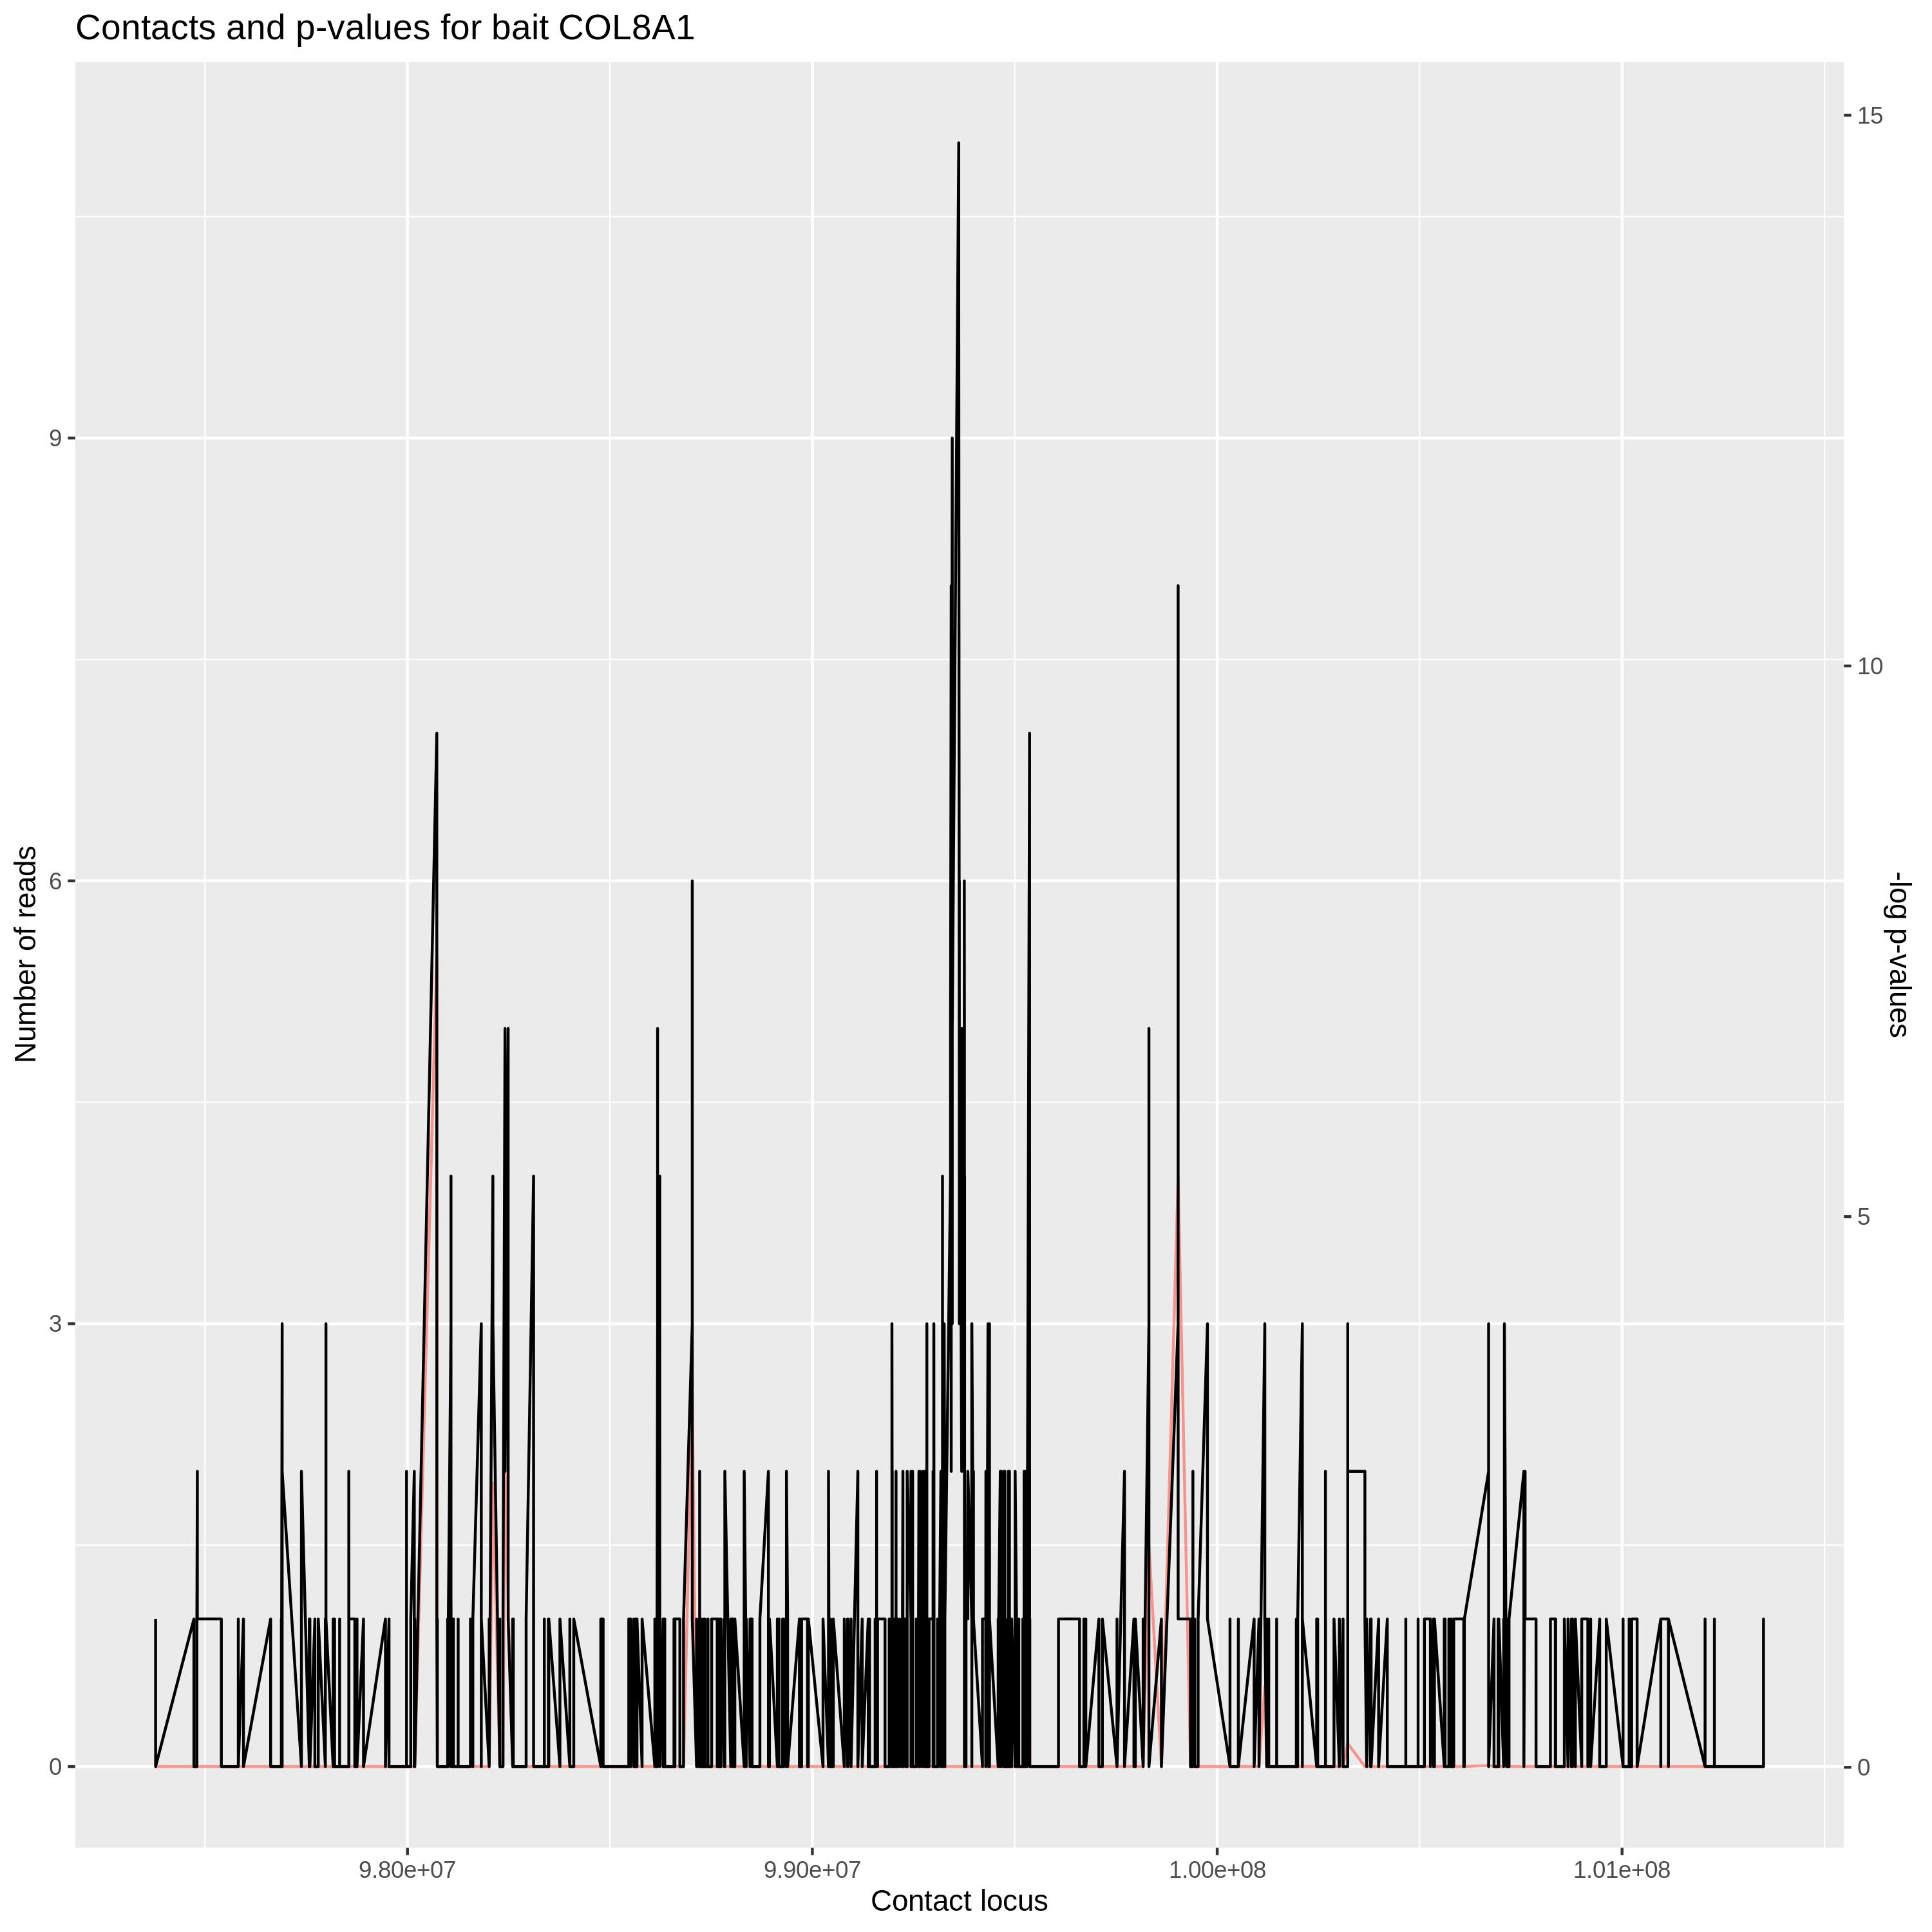 Contacts and p-values for bait COL8A1
15
9
10
6
Number of reads
-log p-values
5
3
0
0
9.80e+07
9.90e+07
1.00e+08
1.01e+08
Contact locus